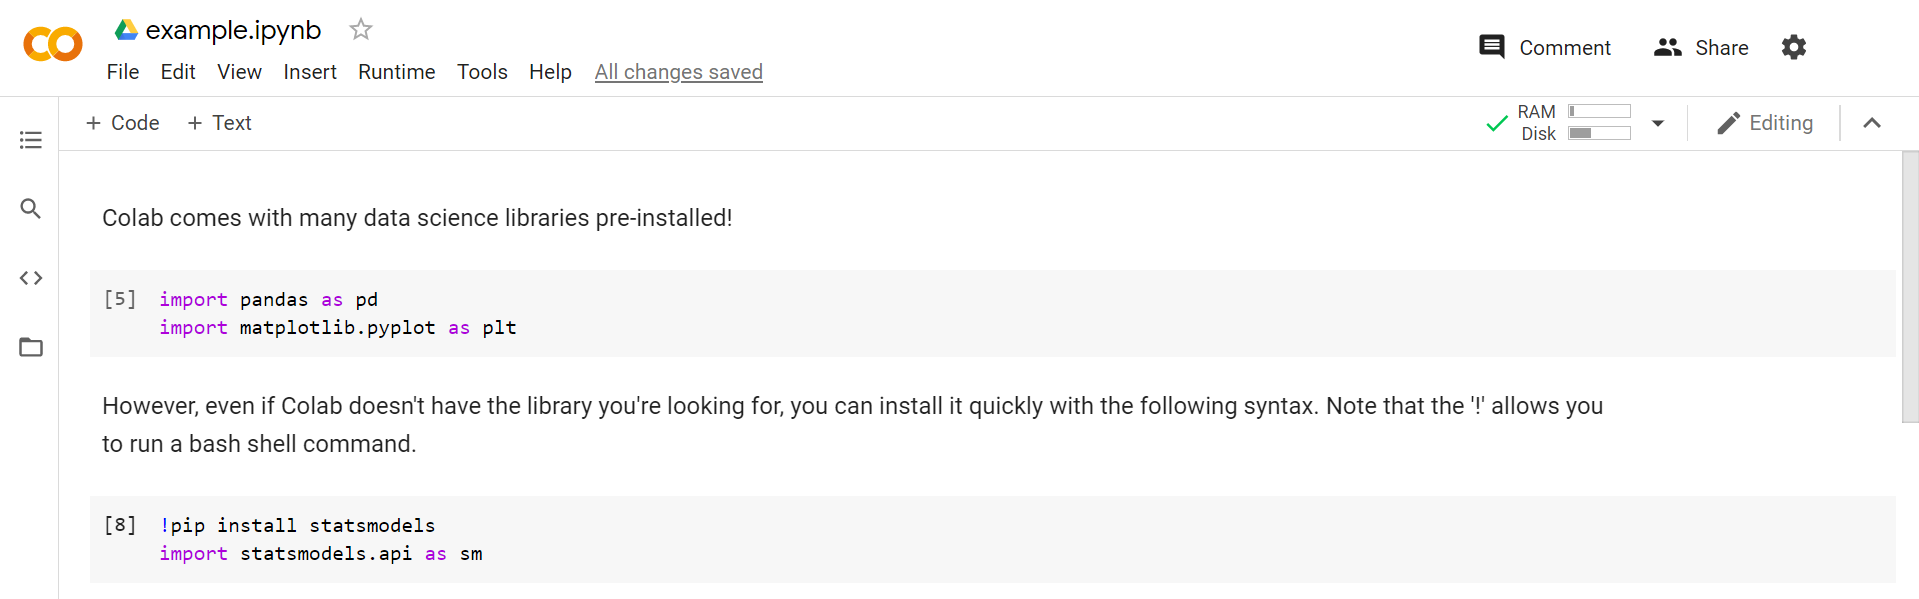 example.ipynb
File Edit View Insert Runtime Tools Help All changes saved
Comment Share
+ Code + Text
RAM
Disk
Editing
Colab comes with many data science libraries pre-installed!
[5] import pandas as pd
import matplotlib.pyplot as plt
However, even if Colab doesn't have the library you're looking for, you can install it quickly with the following syntax. Note that the '!' allows you
to run a bash shell command.
[8] !pip install statsmodels
import statsmodels.api as sm